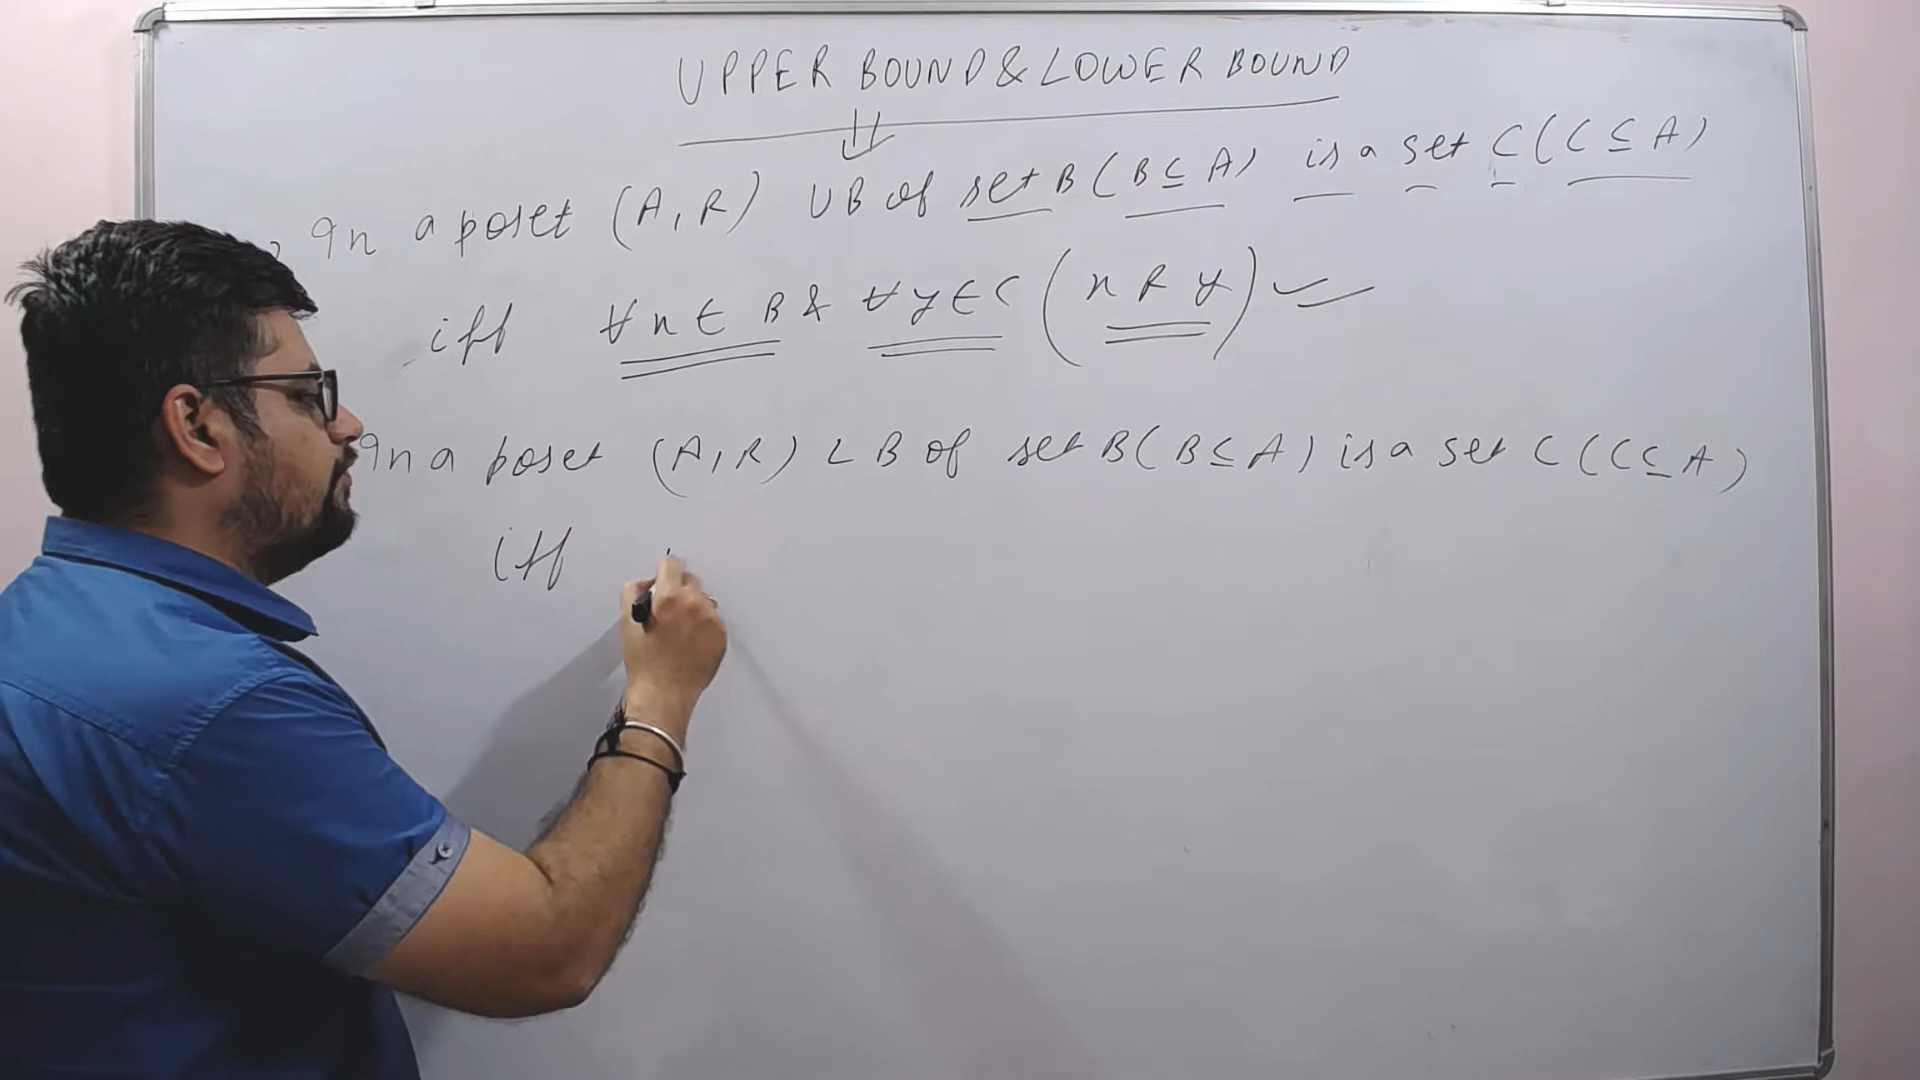 UPPER BOUND & LOWER BOUND
In a poset (A, R) UB of set B (B ⊆ A) is a set C (C ⊆ A)
iff ∀x ∈ B & ∀y ∈ C (x R y)
In a poset (A, R) LB of set B (B ⊆ A) is a set C (C ⊆ A)
iff